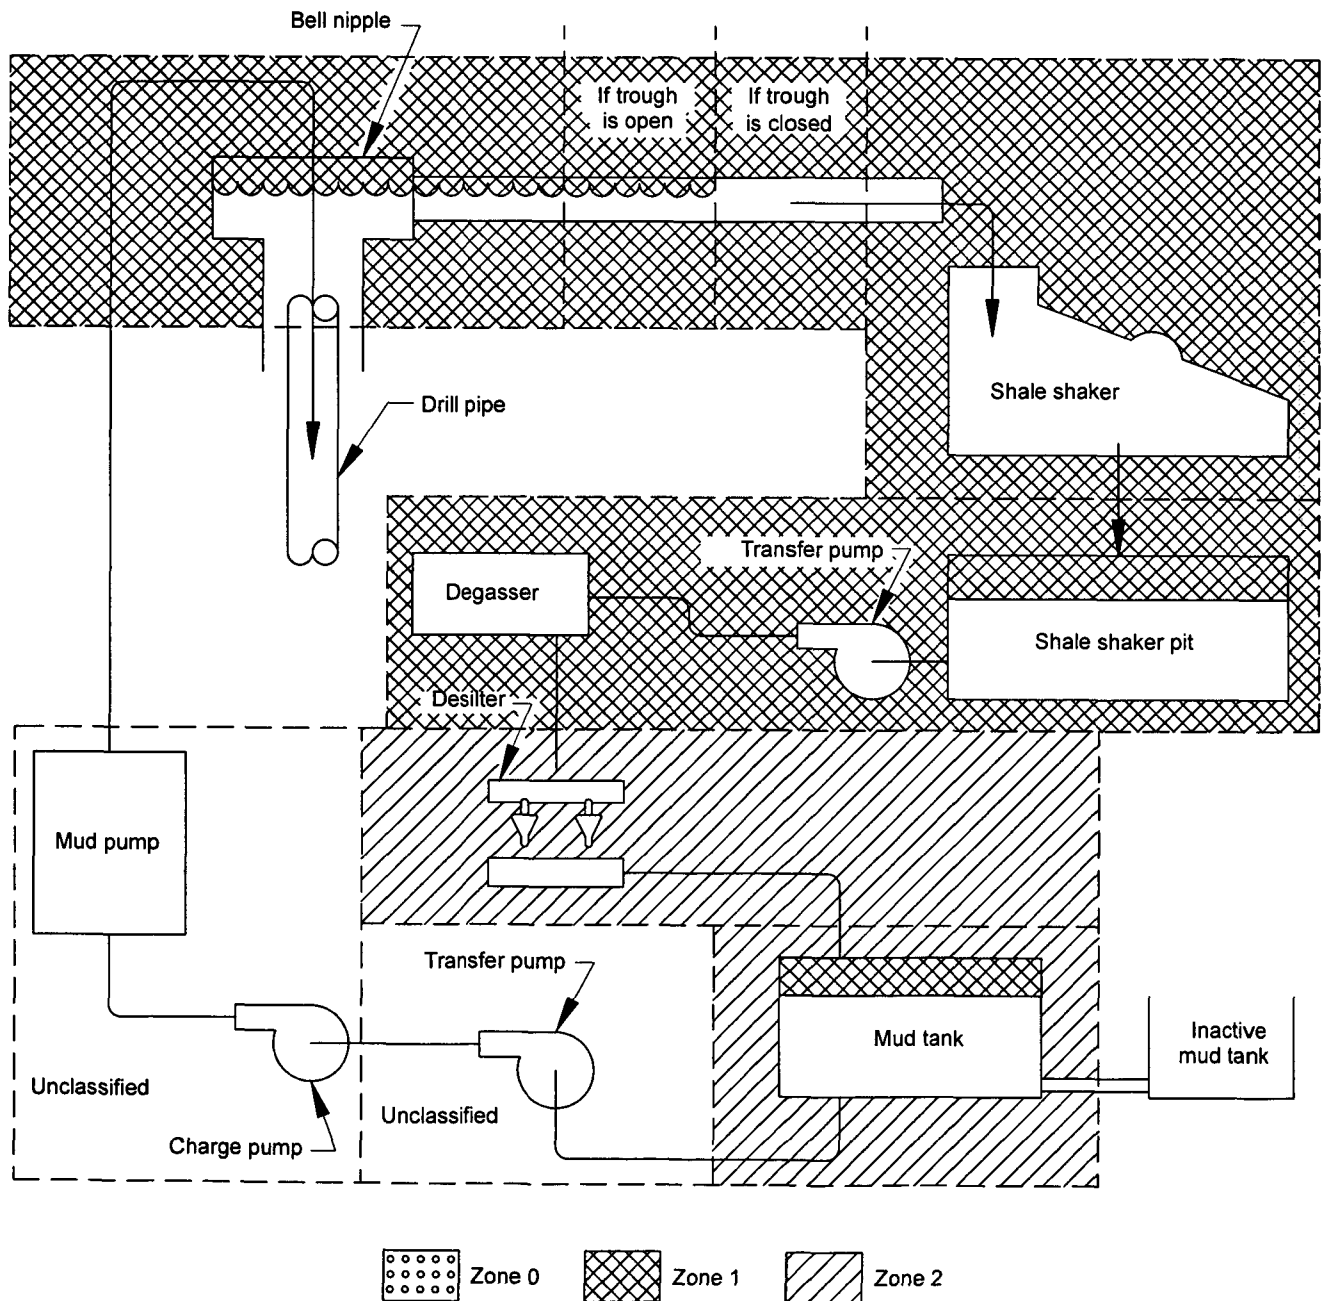 Bell nipple
If trough
is open
If trough
is closed
Shale shaker
Drill pipe
Transfer pump
Degasser
Shale shaker pit
Desilter
Mud pump
Transfer pump
Mud tank
Inactive
mud tank
Unclassified
Unclassified
Charge pump
Zone 0
Zone 1
Zone 2